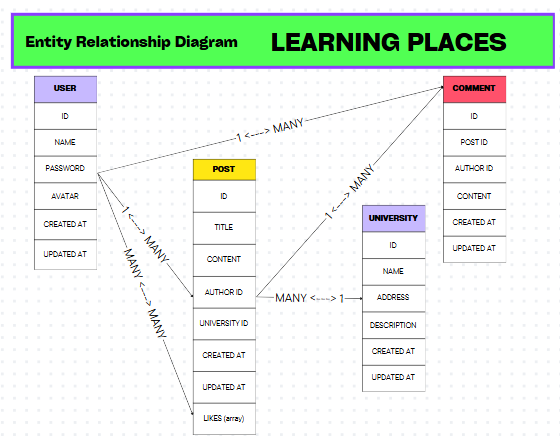 Entity Relationship Diagram LEARNING PLACES
USER
ID
NAME
PASSWORD
AVATAR
CREATED AT
UPDATED AT
POST
ID
TITLE
CONTENT
AUTHOR ID
UNIVERSITY ID
CREATED AT
UPDATED AT
LIKES (array)
UNIVERSITY
ID
NAME
ADDRESS
DESCRIPTION
CREATED AT
UPDATED AT
COMMENT
ID
POST ID
AUTHOR ID
CONTENT
CREATED AT
UPDATED AT
1 <---> MANY
1 <---> MANY
MANY <---> MANY
1 <---> MANY
MANY <----> 1